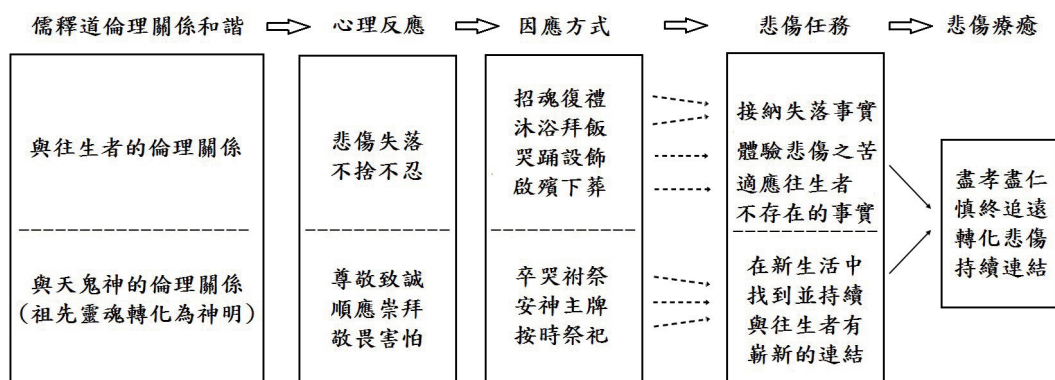 儒釋道倫理關係和諧
心理反應
因應方式
悲傷任務
悲傷療癒
與往生者的倫理關係
悲傷失落
不捨不忍
招魂復禮
沐浴拜飯
哭踊設飾
啟殯下葬
接納失落事實
體驗悲傷之苦
適應往生者
不存在的事實
與天鬼神的倫理關係
(祖先靈魂轉化為神明)
尊敬致誠
順應崇拜
敬畏害怕
卒哭祔祭
安神主牌
按時祭祀
在新生活中
找到並持續
與往生者有
嶄新的連結
盡孝盡仁
慎終追遠
轉化悲傷
持續連結